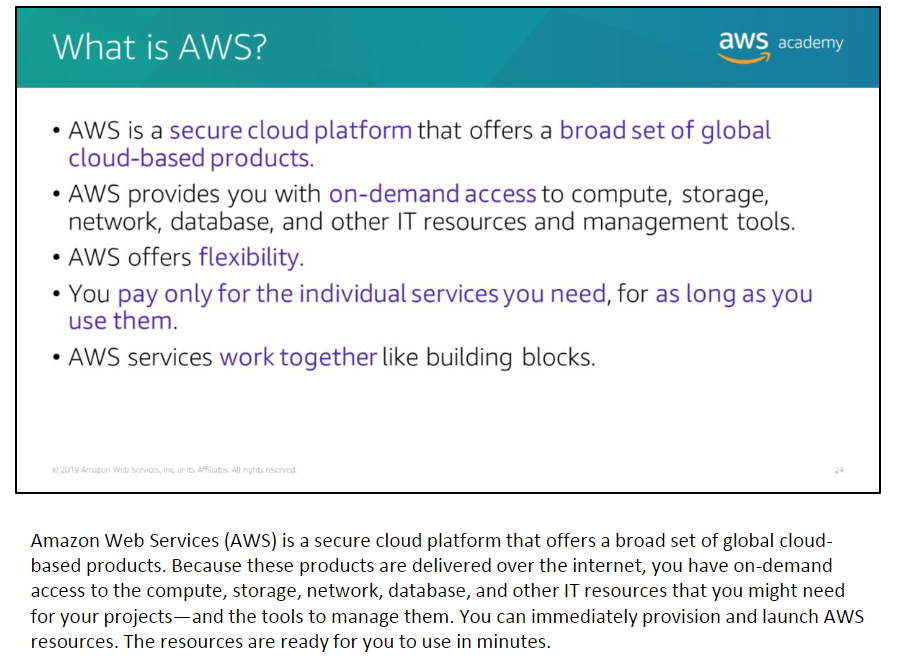 What is AWS?
aws academy
• AWS is a secure cloud platform that offers a broad set of global
cloud-based products.
• AWS provides you with on-demand access to compute, storage,
network, database, and other IT resources and management tools.
• AWS offers flexibility.
• You pay only for the individual services you need, for as long as you
use them.
• AWS services work together like building blocks.
© 2019 Amazon Web Services, Inc. or its Affiliates. All rights reserved.
24
Amazon Web Services (AWS) is a secure cloud platform that offers a broad set of global cloud-
based products. Because these products are delivered over the internet, you have on-demand
access to the compute, storage, network, database, and other IT resources that you might need
for your projects—and the tools to manage them. You can immediately provision and launch AWS
resources. The resources are ready for you to use in minutes.